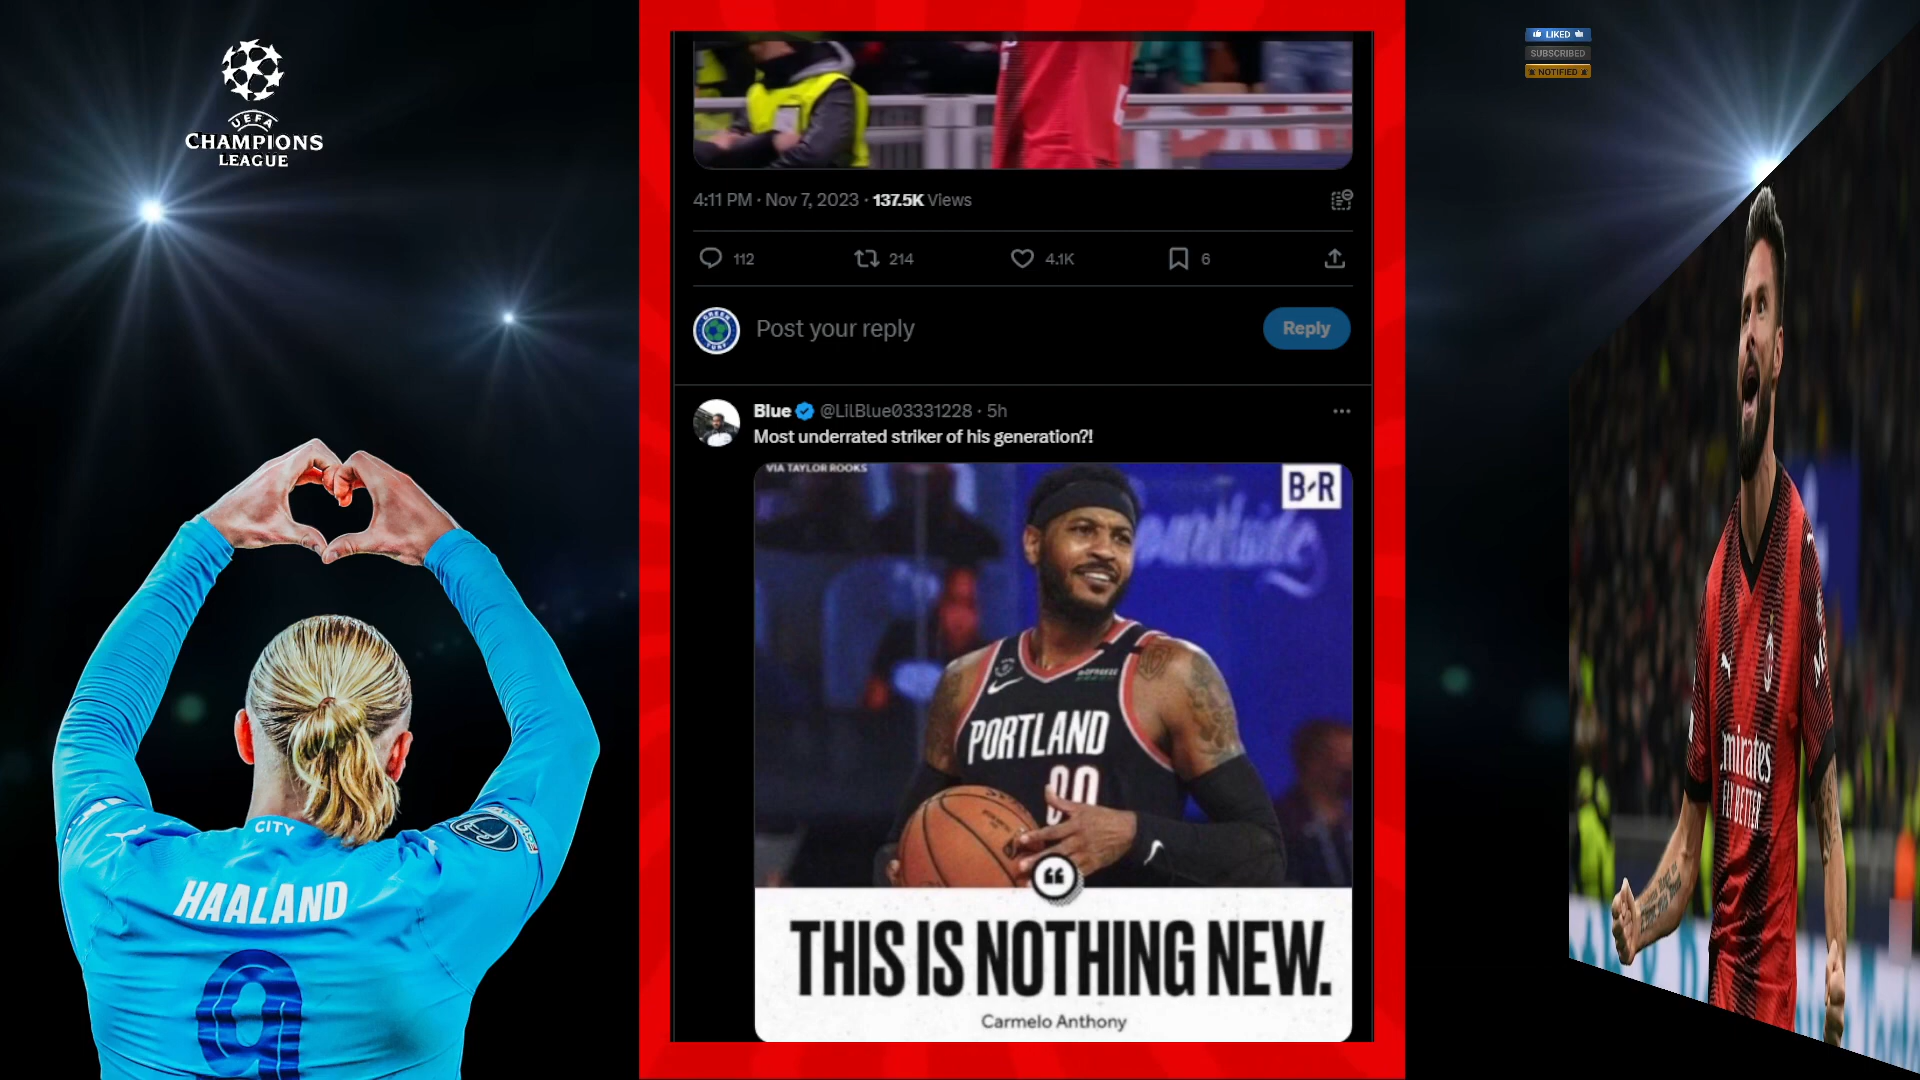 UEFA
CHAMPIONS
LEAGUE
CITY
HAALAND
9
4:11 PM · Nov 7, 2023 · 137.5K Views
112 214 4.1K 6
Post your reply
Reply
Blue @LilBlue03331228 · 5h
Most underrated striker of his generation?!
VIA TAYLOR ROOKS
B/R
PORTLAND
00
THIS IS NOTHING NEW.
Carmelo Anthony
LIKED
SUBSCRIBED
NOTIFIED
Emirates
FLY BETTER